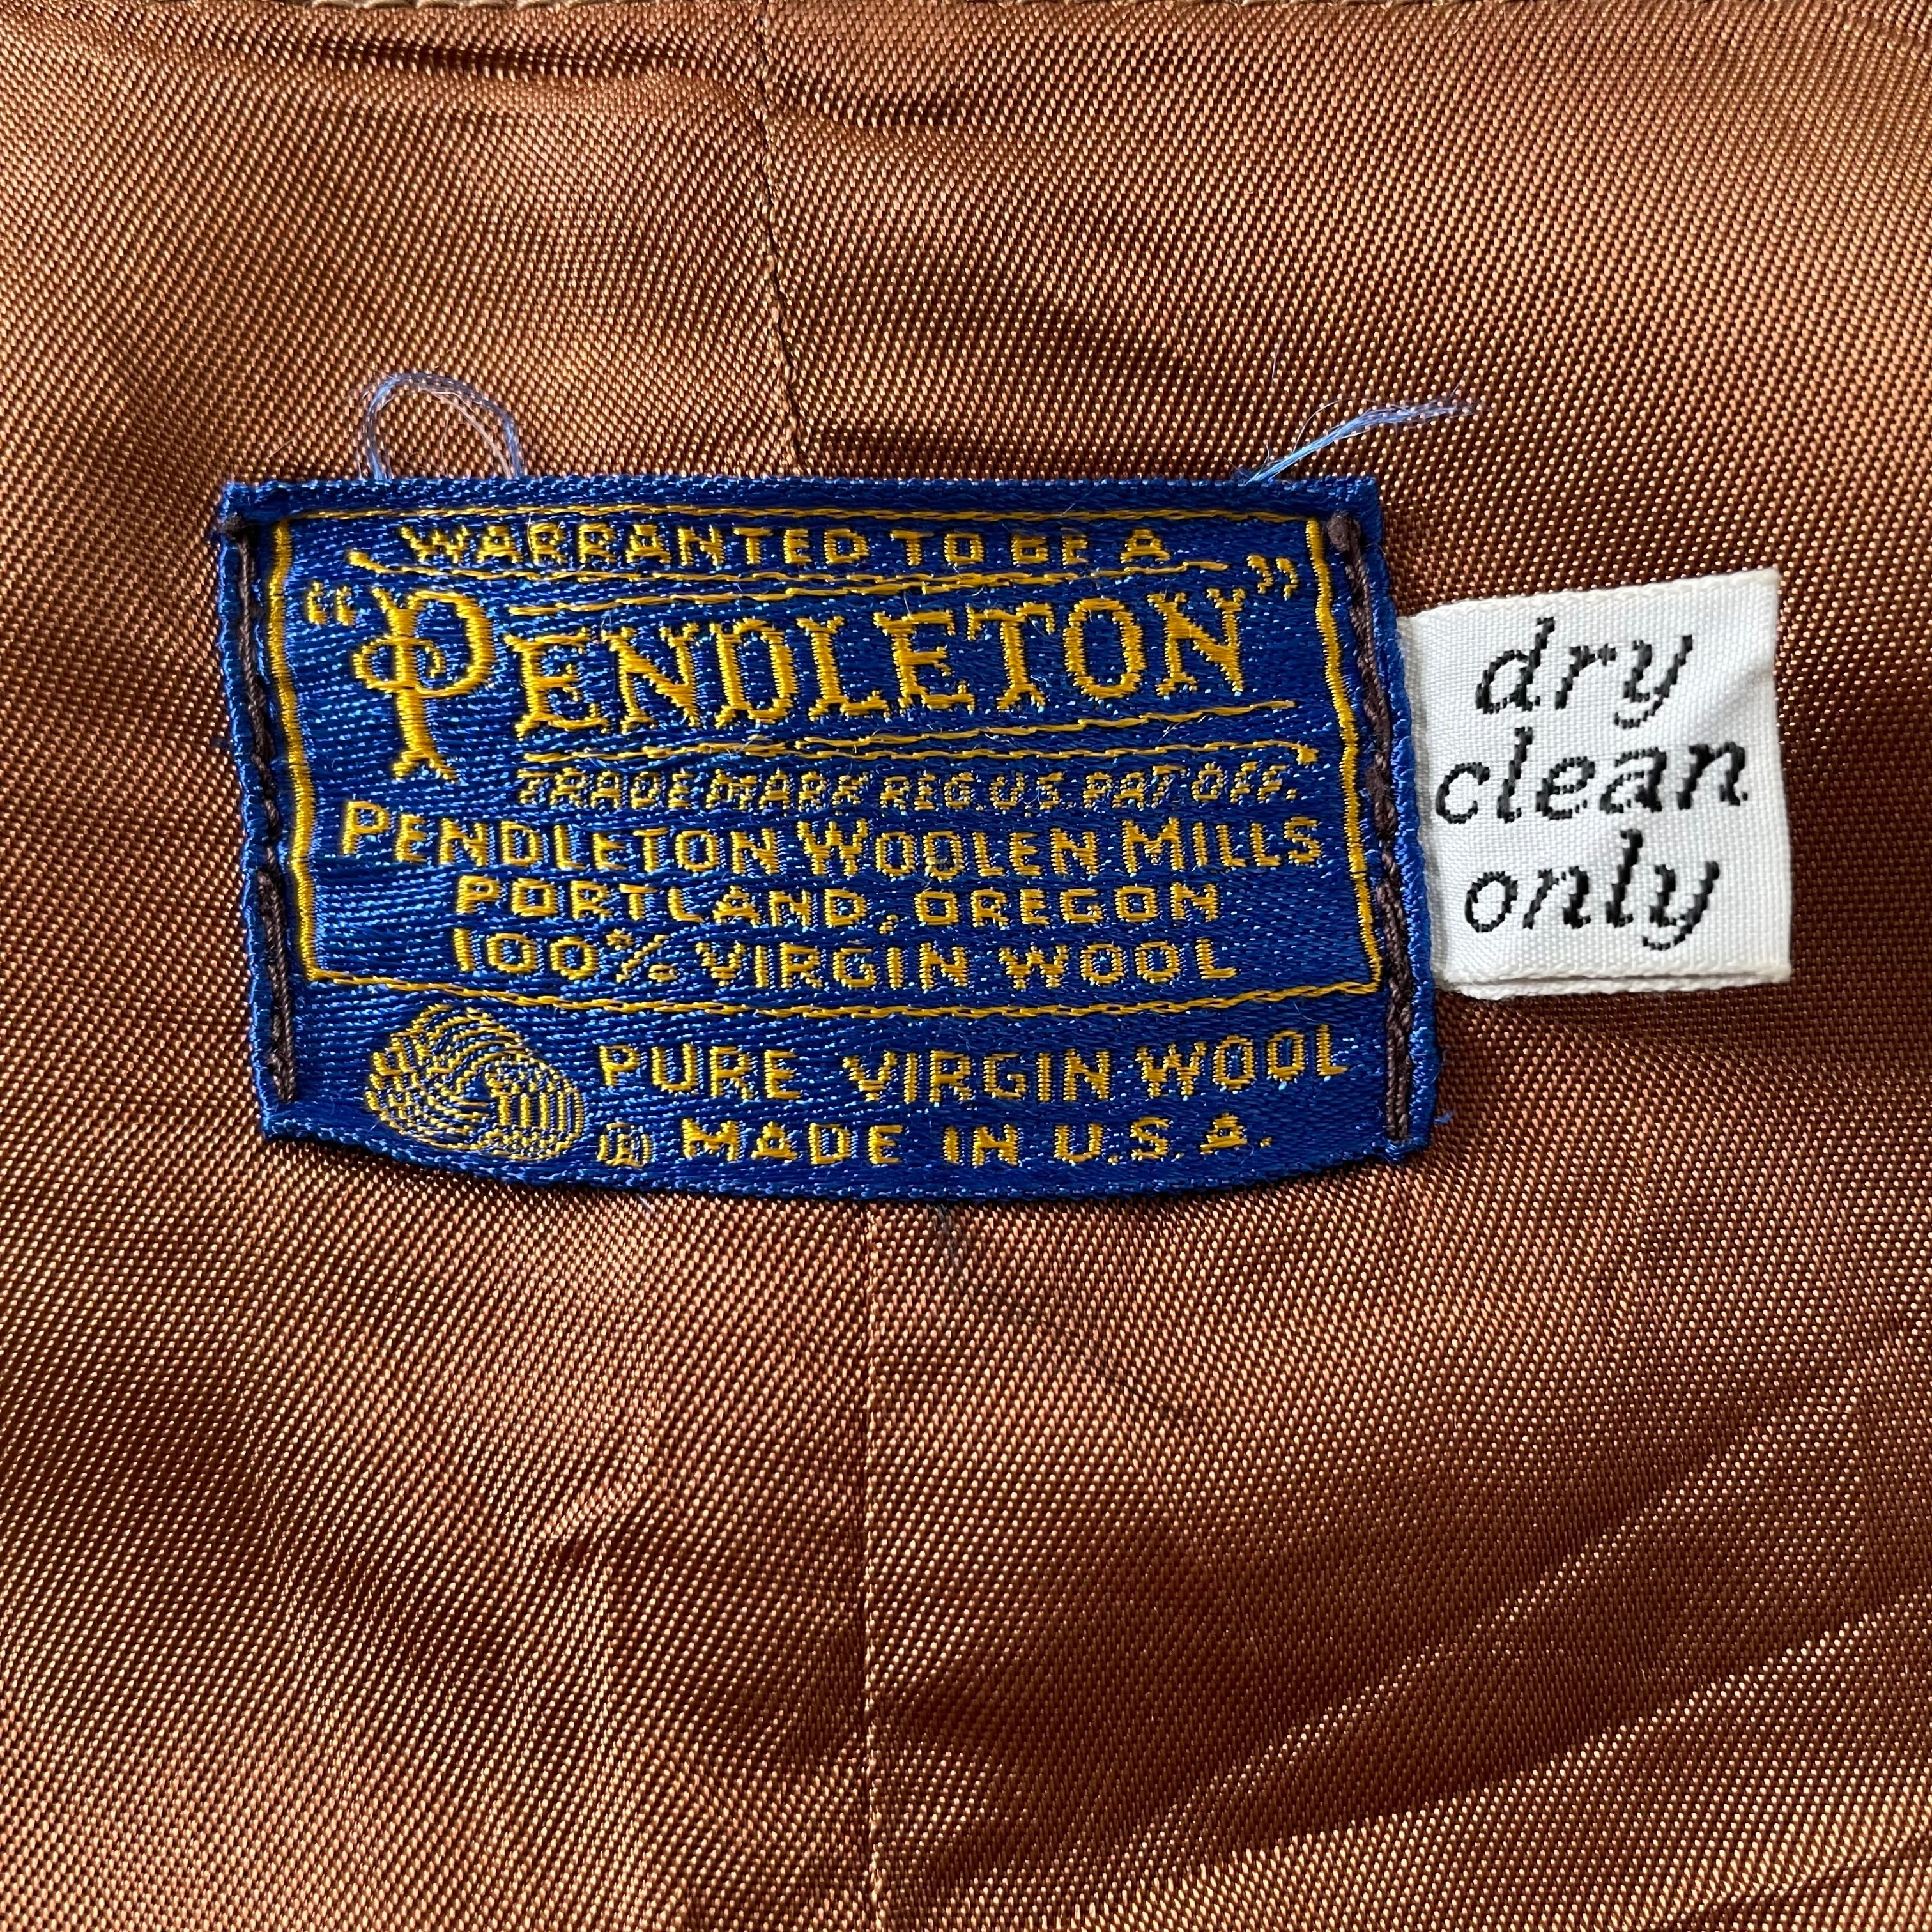 WARRANTED TO BE A
"PENDLETON"
TRADE MARK REG. U.S. PAT OFF.
PENDLETON WOOLEN MILLS
PORTLAND, OREGON
100% VIRGIN WOOL
PURE VIRGIN WOOL
® MADE IN U.S.A.
dry
clean
only